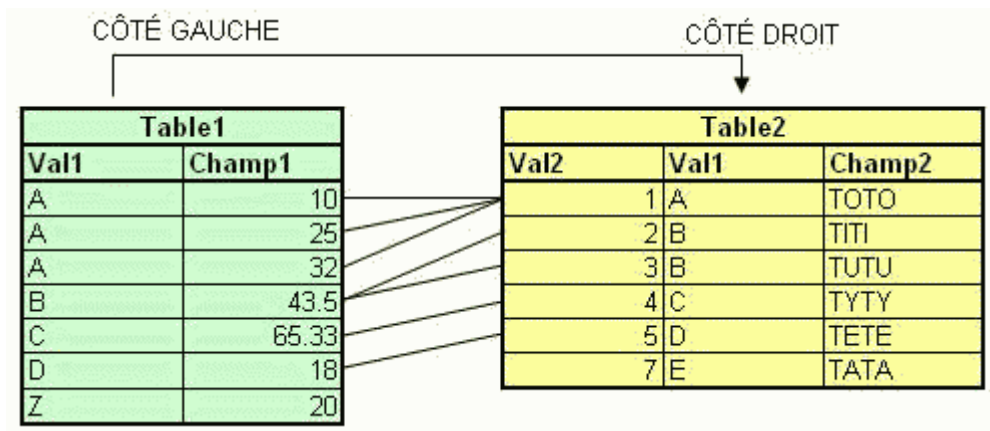 CÔTÉ GAUCHE CÔTÉ DROIT
Table1 Table2
Val1 Champ1 Val2 Val1 Champ2
A 10 1 A TOTO
A 25 2 B TITI
A 32 3 B TUTU
B 43.5 4 C TYTY
C 65.33 5 D TETE
D 18 7 E TATA
Z 20